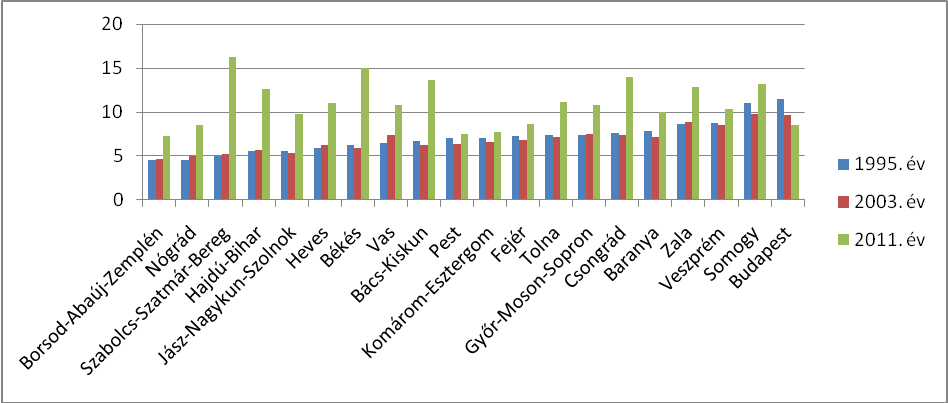 20
15
10
5
0
Borsod-Abaúj-Zemplén
Nógrád
Szabolcs-Szatmár-Bereg
Hajdú-Bihar
Jász-Nagykun-Szolnok
Heves
Békés
Vas
Bács-Kiskun
Pest
Komárom-Esztergom
Fejér
Tolna
Győr-Moson-Sopron
Csongrád
Baranya
Zala
Veszprém
Somogy
Budapest
1995. év
2003. év
2011. év